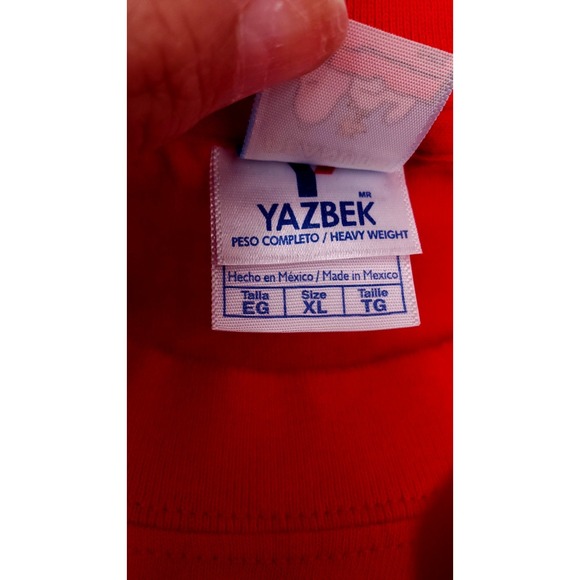 MR
YAZBEK
PESO COMPLETO / HEAVY WEIGHT
Hecho en México / Made in Mexico
Talla Size Taille
EG XL TG